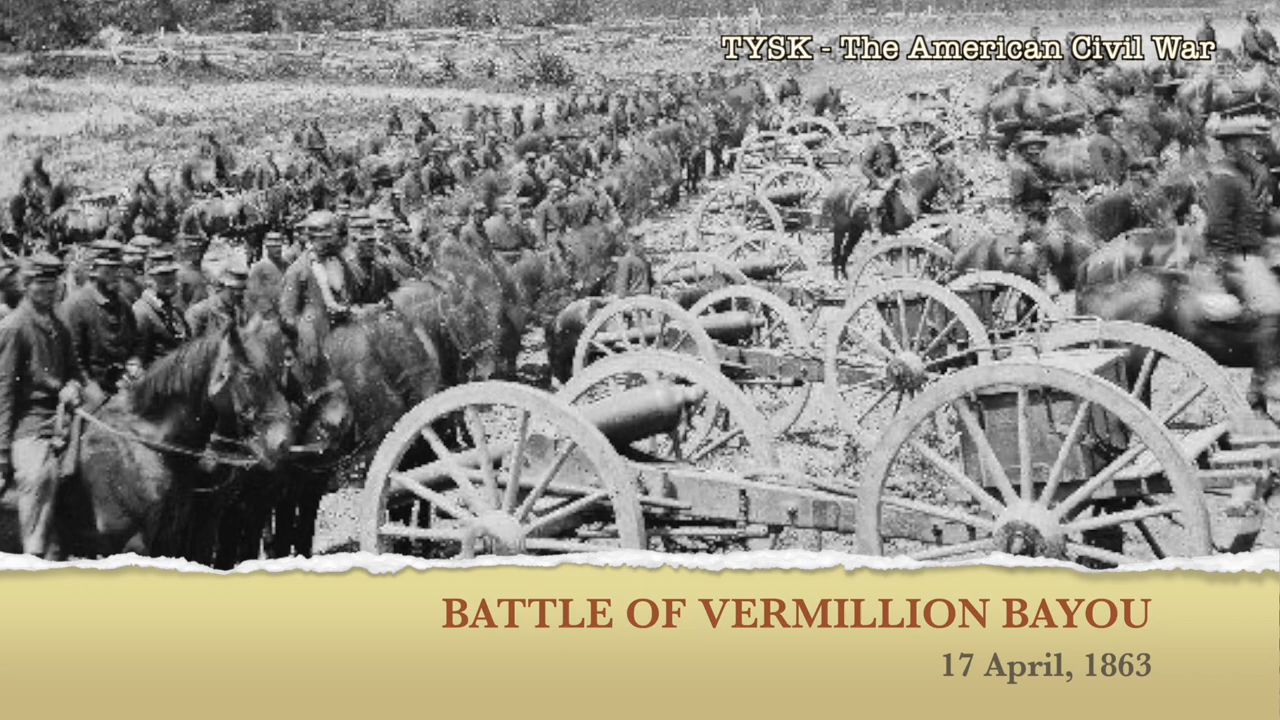 TYSK - The American Civil War
BATTLE OF VERMILLION BAYOU
17 April, 1863